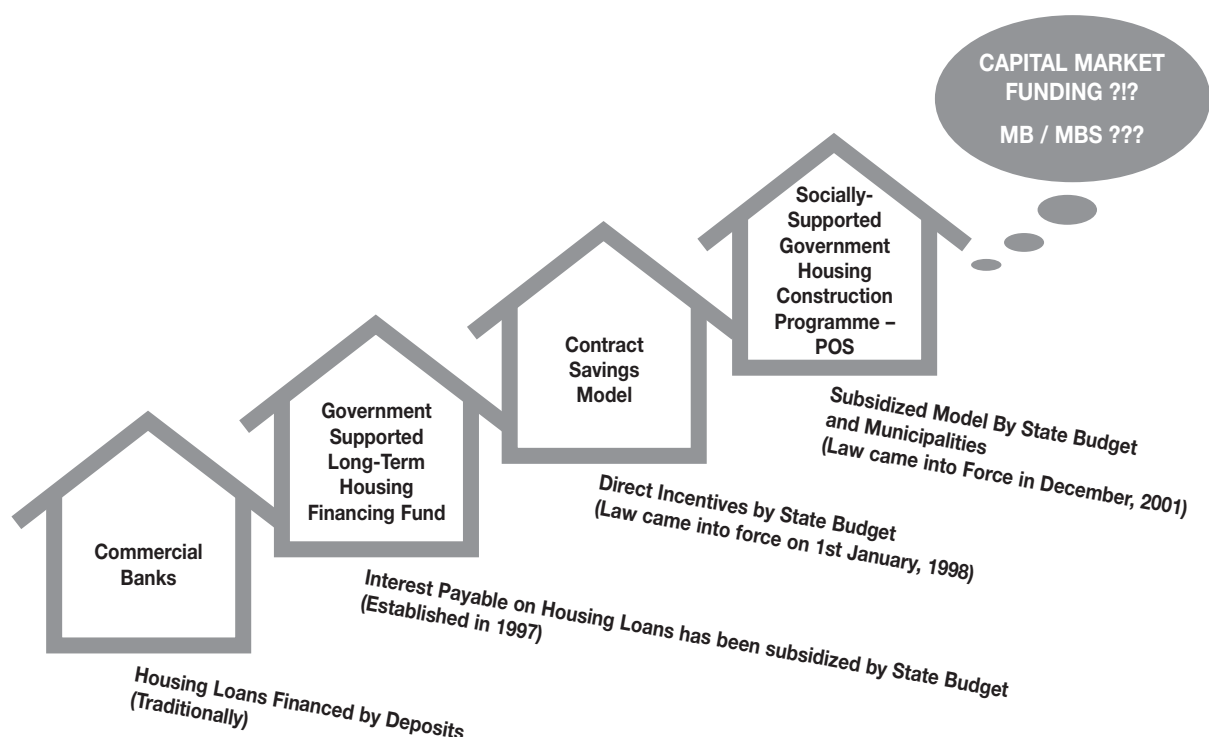 CAPITAL MARKET
FUNDING ?!?
MB / MBS ???
Socially-
Supported
Government
Housing
Construction
Programme –
POS
Subsidized Model By State Budget
and Municipalities
(Law came into Force in December, 2001)
Contract
Savings
Model
Direct Incentives by State Budget
(Law came into force on 1st January, 1998)
Government
Supported
Long-Term
Housing
Financing Fund
Interest Payable on Housing Loans has been subsidized by State Budget
(Established in 1997)
Commercial
Banks
Housing Loans Financed by Deposits
(Traditionally)